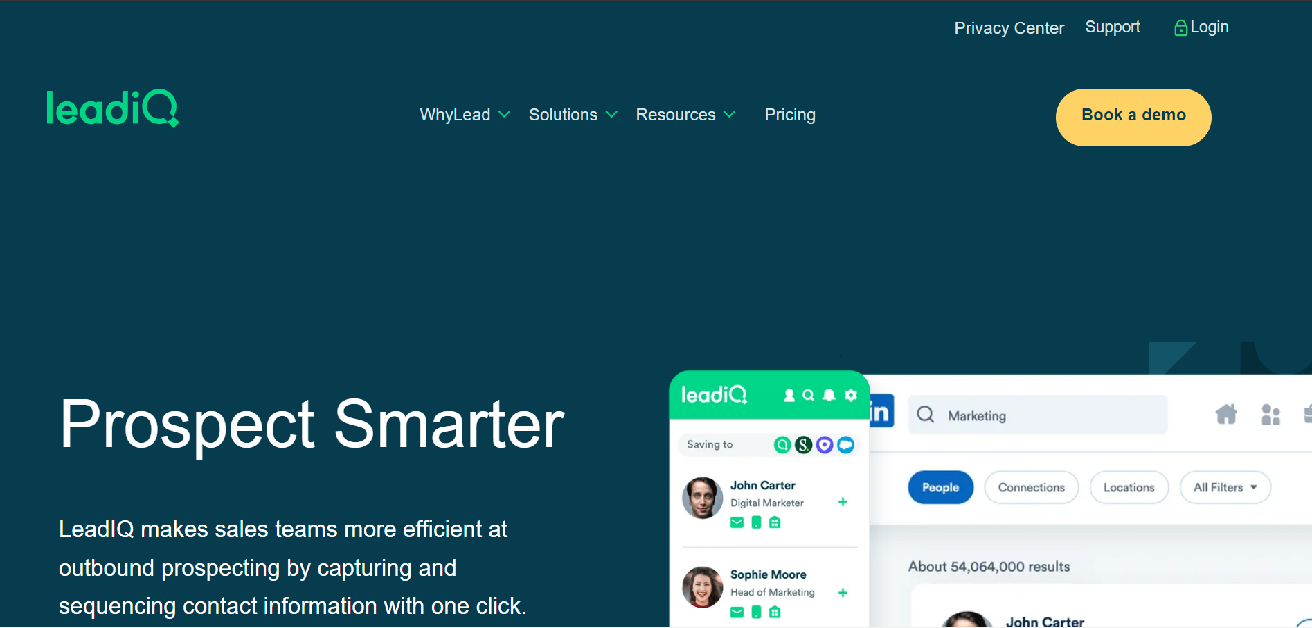 Privacy Center Support Login
leadiQ
WhyLead Solutions Resources Pricing
Book a demo
Prospect Smarter
LeadIQ makes sales teams more efficient at
outbound prospecting by capturing and
sequencing contact information with one click.
leadiQ
Saving to
S
John Carter
Digital Marketer
Sophie Moore
Head of Marketing
in
Marketing
People Connections Locations All Filters
About 54,064,000 results
John Carter